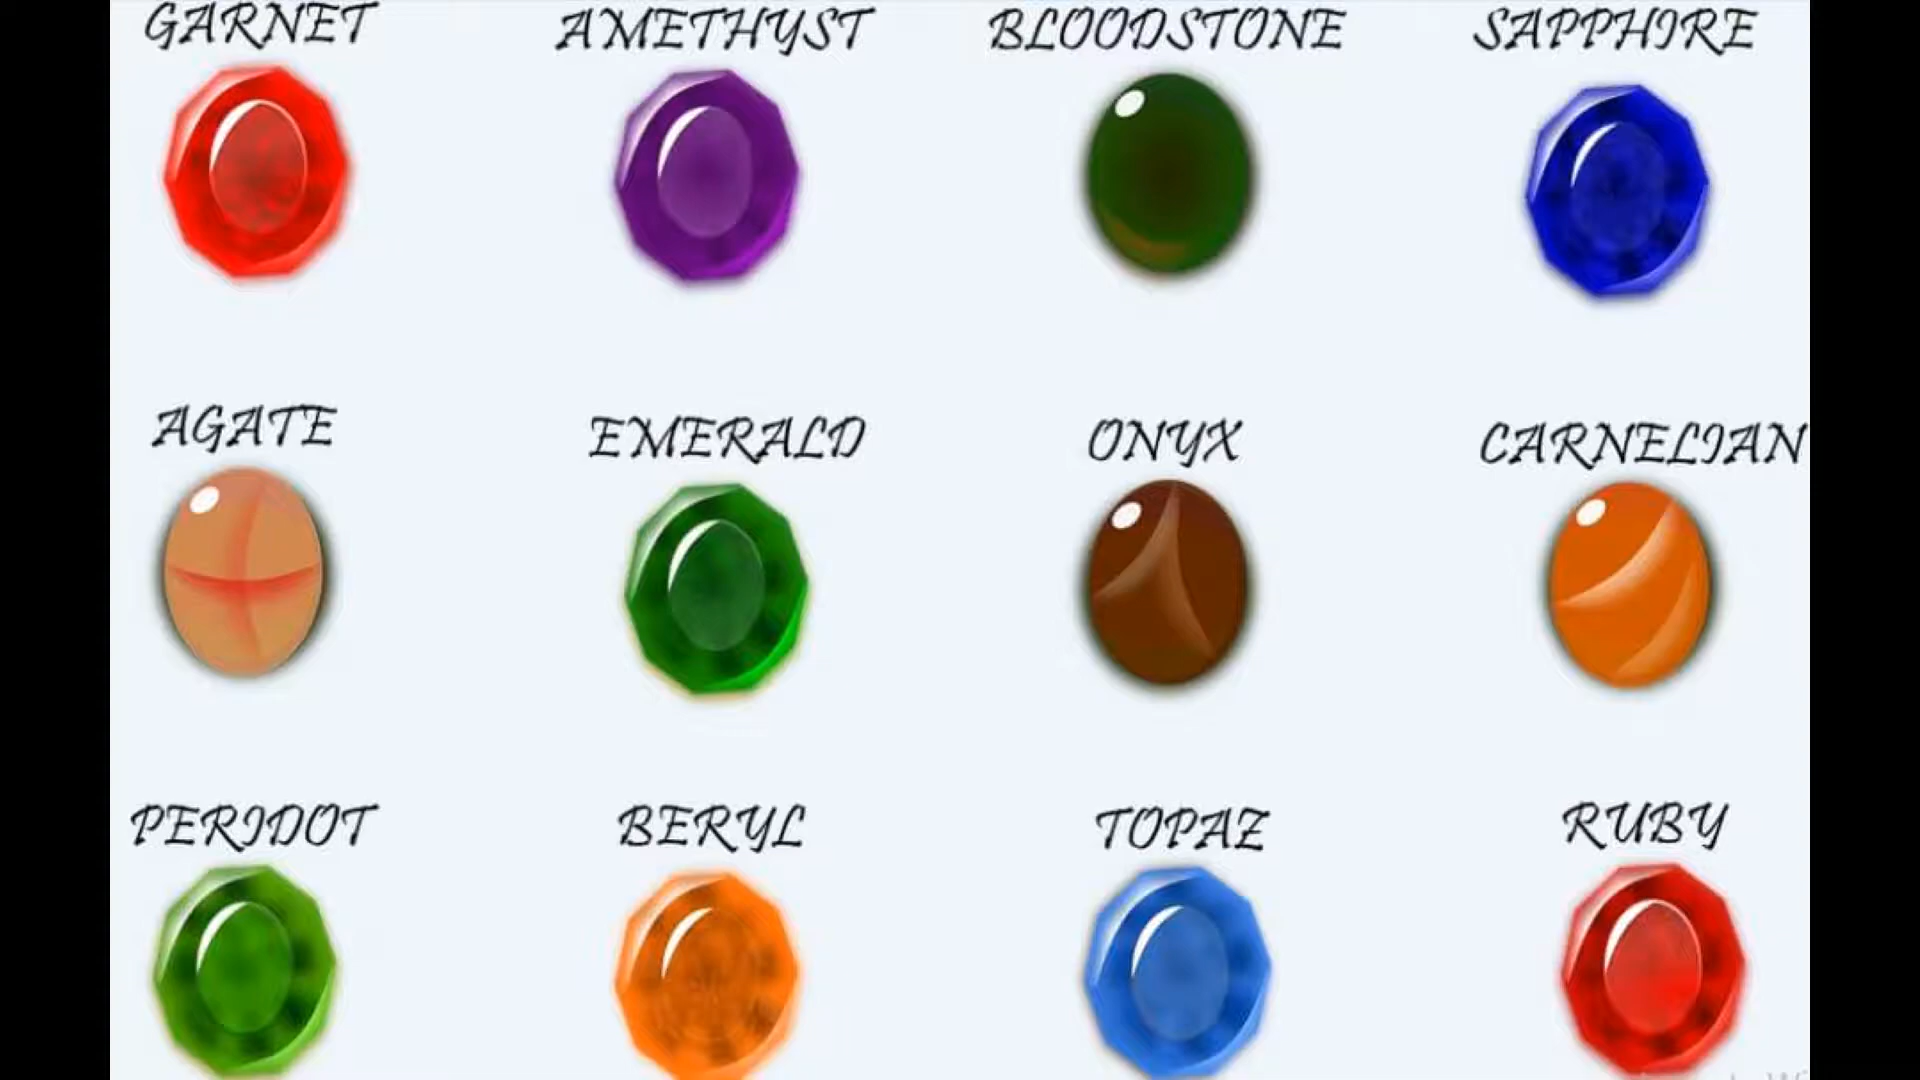 GARNET AMETHYST BLOODSTONE SAPPHIRE
AGATE EMERALD ONYX CARNELIAN
PERIDOT BERYL TOPAZ RUBY